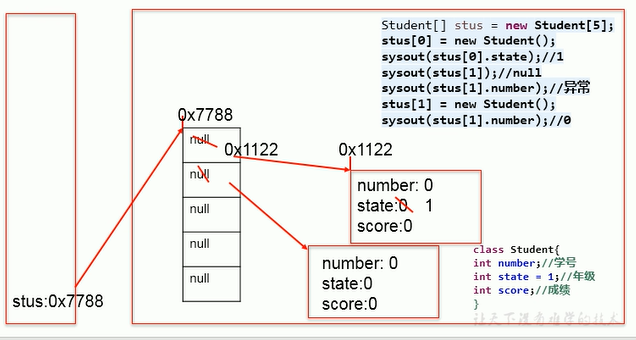 Student[] stus = new Student[5];
stus[0] = new Student();
sysout(stus[0].state);//1
sysout(stus[1]);//null
sysout(stus[1].number);//异常
stus[1] = new Student();
sysout(stus[1].number);//0
0x7788
null
0x1122
0x1122
null
null
null
null
number: 0
state:0 1
score:0
number: 0
state:0
score:0
stus:0x7788
class Student{
int number;//学号
int state = 1;//年级
int score;//成绩
}
让天下没有难学的技术